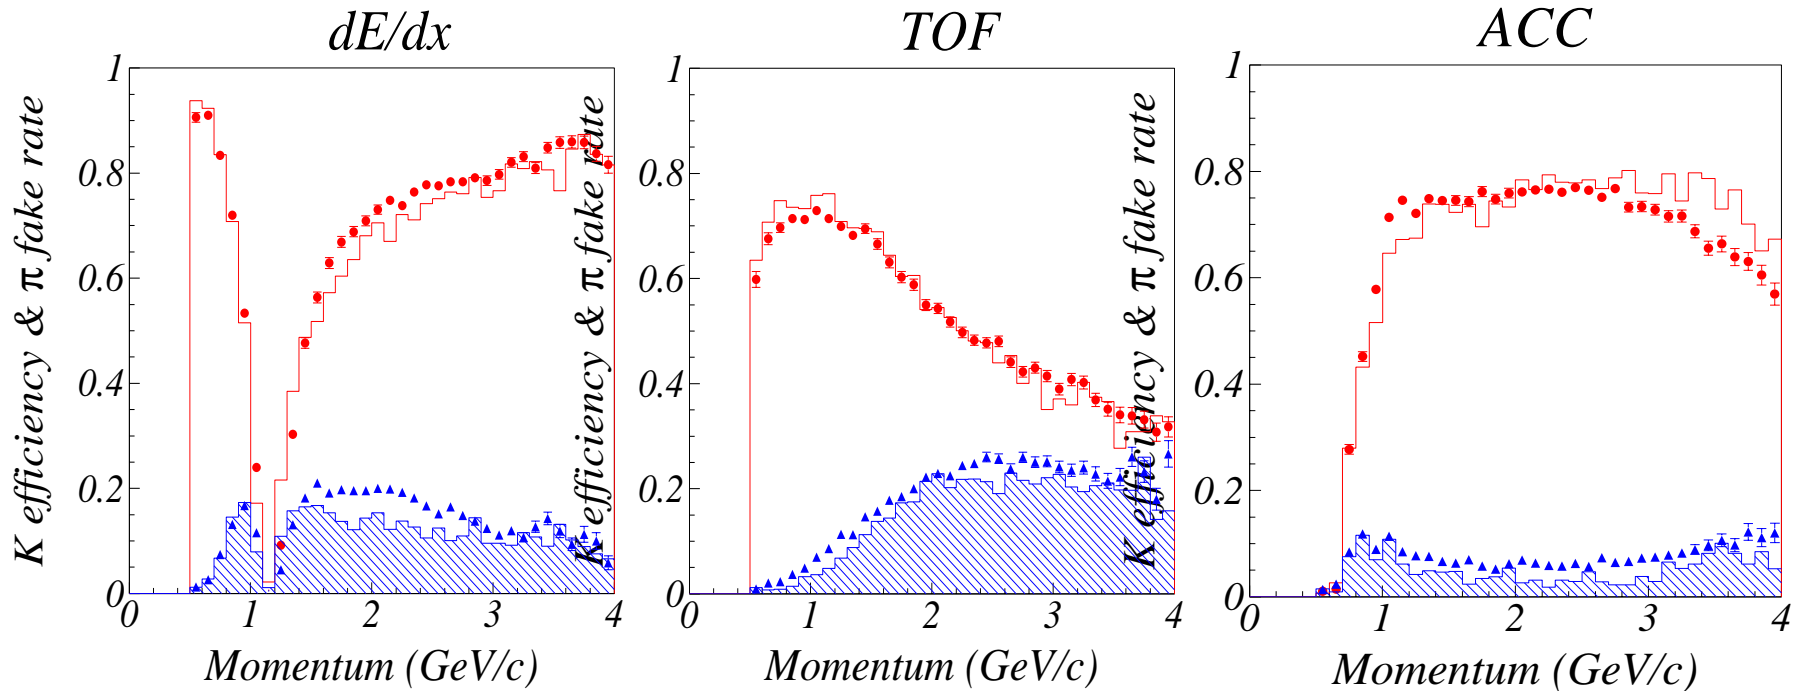 dE/dx
K efficiency & π fake rate
1
0.8
0.6
0.4
0.2
0
0 1 2 3 4
Momentum (GeV/c)
TOF
K efficiency & π fake rate
1
0.8
0.6
0.4
0.2
0
0 1 2 3 4
Momentum (GeV/c)
ACC
K efficiency & π fake rate
1
0.8
0.6
0.4
0.2
0
0 1 2 3 4
Momentum (GeV/c)